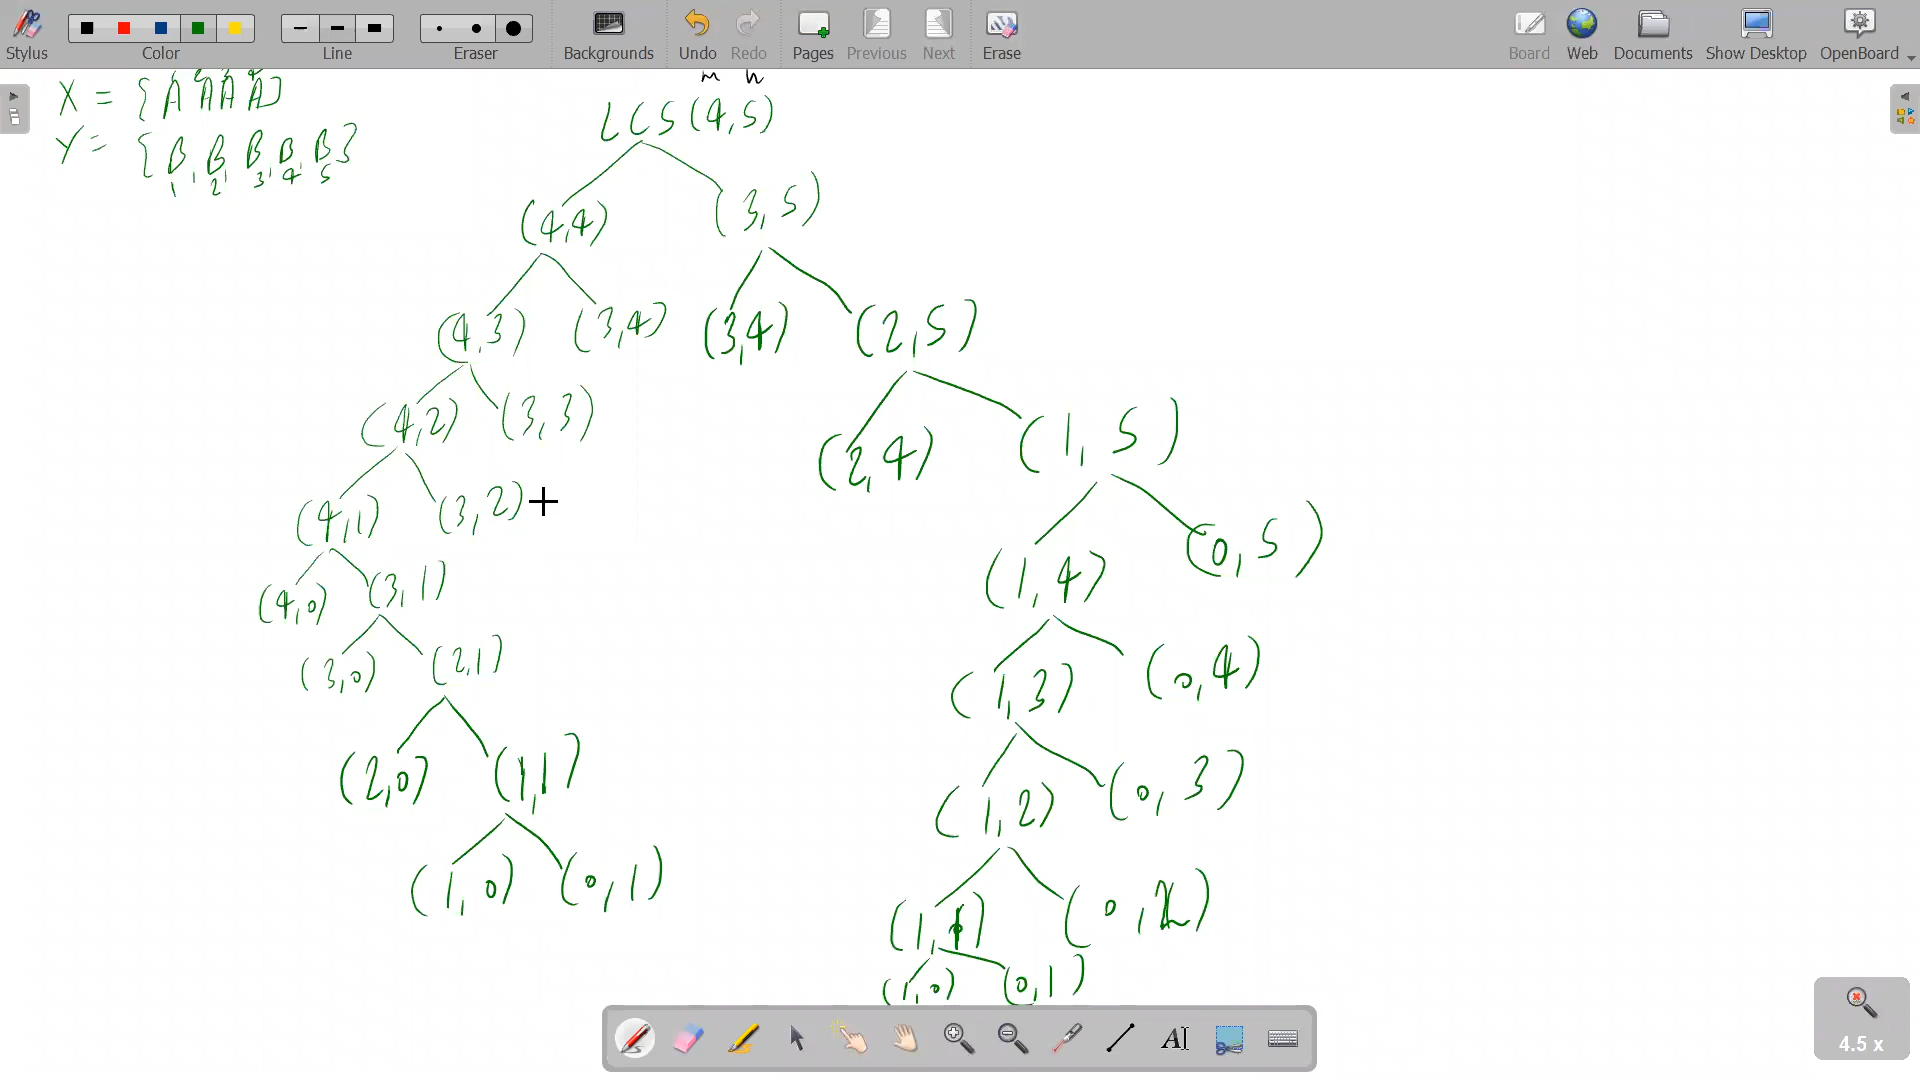 Stylus Color Line Eraser Backgrounds Undo Redo Pages Previous Next Erase Board Web Documents Show Desktop OpenBoard
m n
X = {A A A A}
LCS(4,5)
Y = {B, B, B, B, B}
1 2 3 4 5
(4,4) (3,5)
(4,3) (3,4) (3,4) (2,5)
(4,2) (3,3) (2,4) (1,5)
(4,1) (3,2) (0,5)
(4,0) (3,1) (1,4)
(3,0) (2,1) (1,3) (0,4)
(2,0) (1,1) (1,2) (0,3)
(1,0) (0,1) (1,1) (0,2)
(1,0) (0,1)
4.5 x